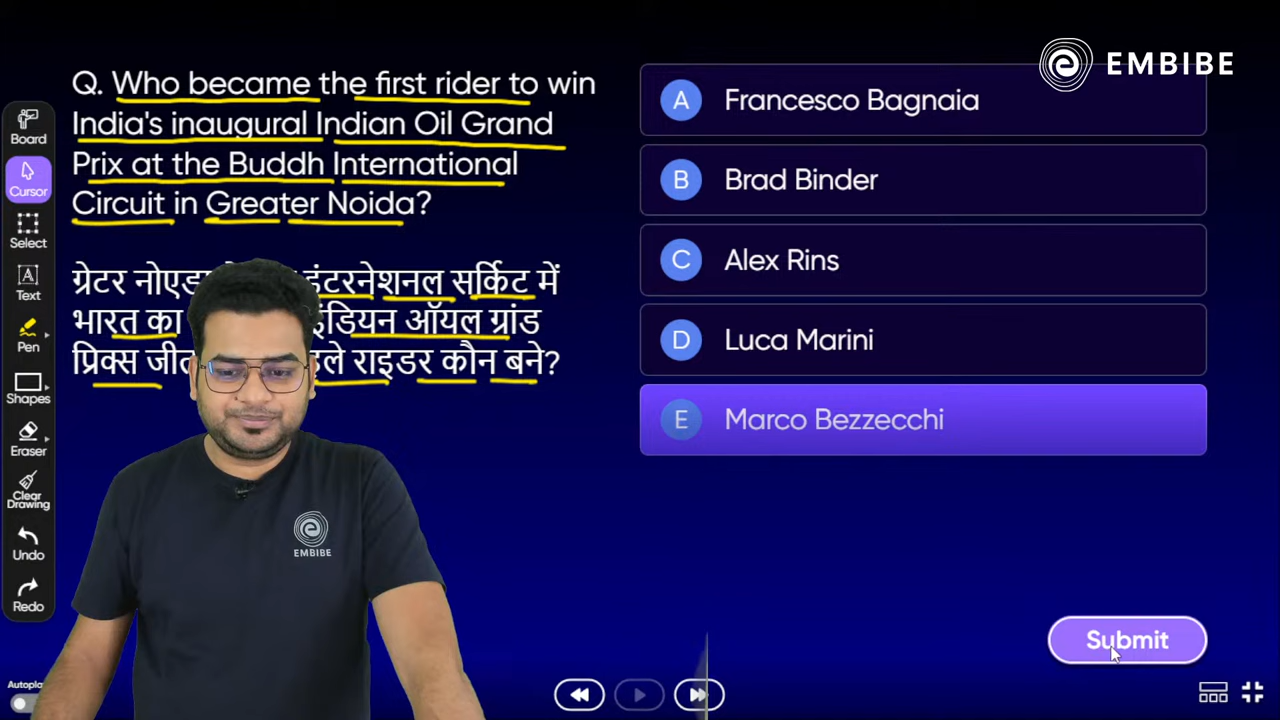 EMBIBE
Q. Who became the first rider to win
India's inaugural Indian Oil Grand
Prix at the Buddh International
Circuit in Greater Noida?
ग्रेटर इंटरनेशनल सर्किट में
भारत का इंडियन ऑयल ग्रांड
प्रिक्स राइडर कौन बने?
A Francesco Bagnaia
B Brad Binder
C Alex Rins
D Luca Marini
E Marco Bezzecchi
Board
Cursor
Select
Text
Pen
Shapes
Eraser
Clear
Drawing
Undo
Redo
EMBIBE
Submit